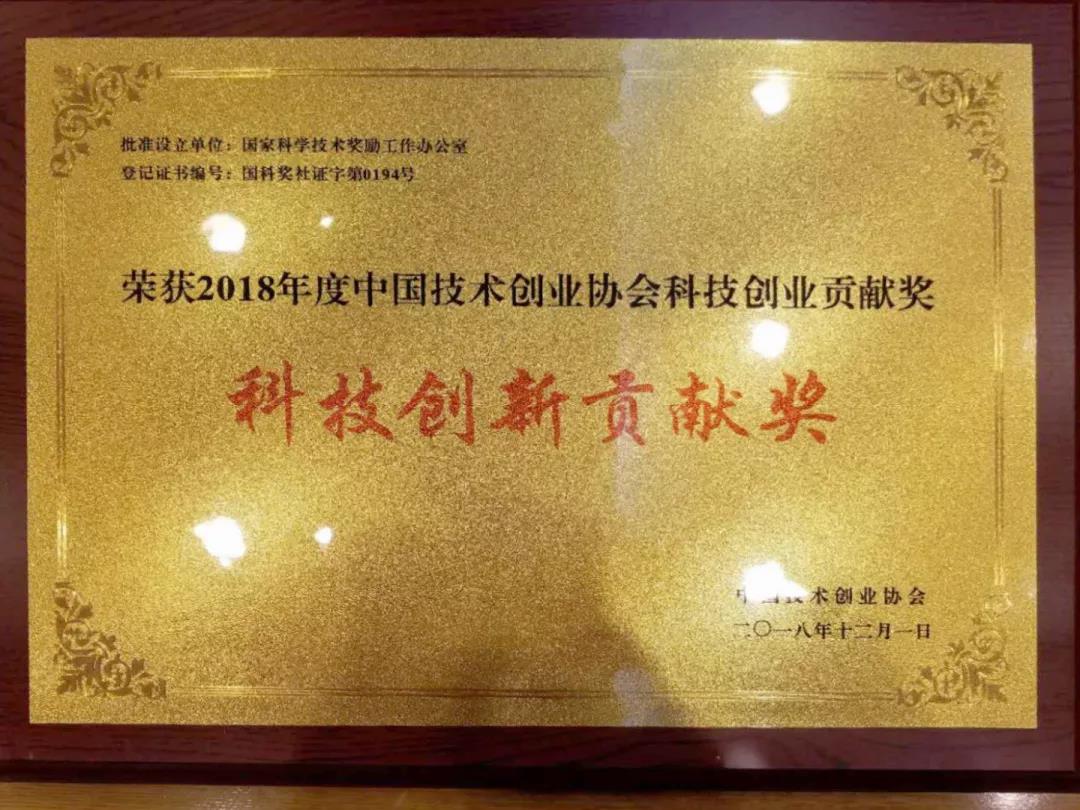 批准设立单位：国家科学技术奖励工作办公室
登记证书编号：国科奖社证字第0194号
荣获2018年度中国技术创业协会科技创业贡献奖
科技创新贡献奖
中国技术创业协会
二〇一八年十二月一日